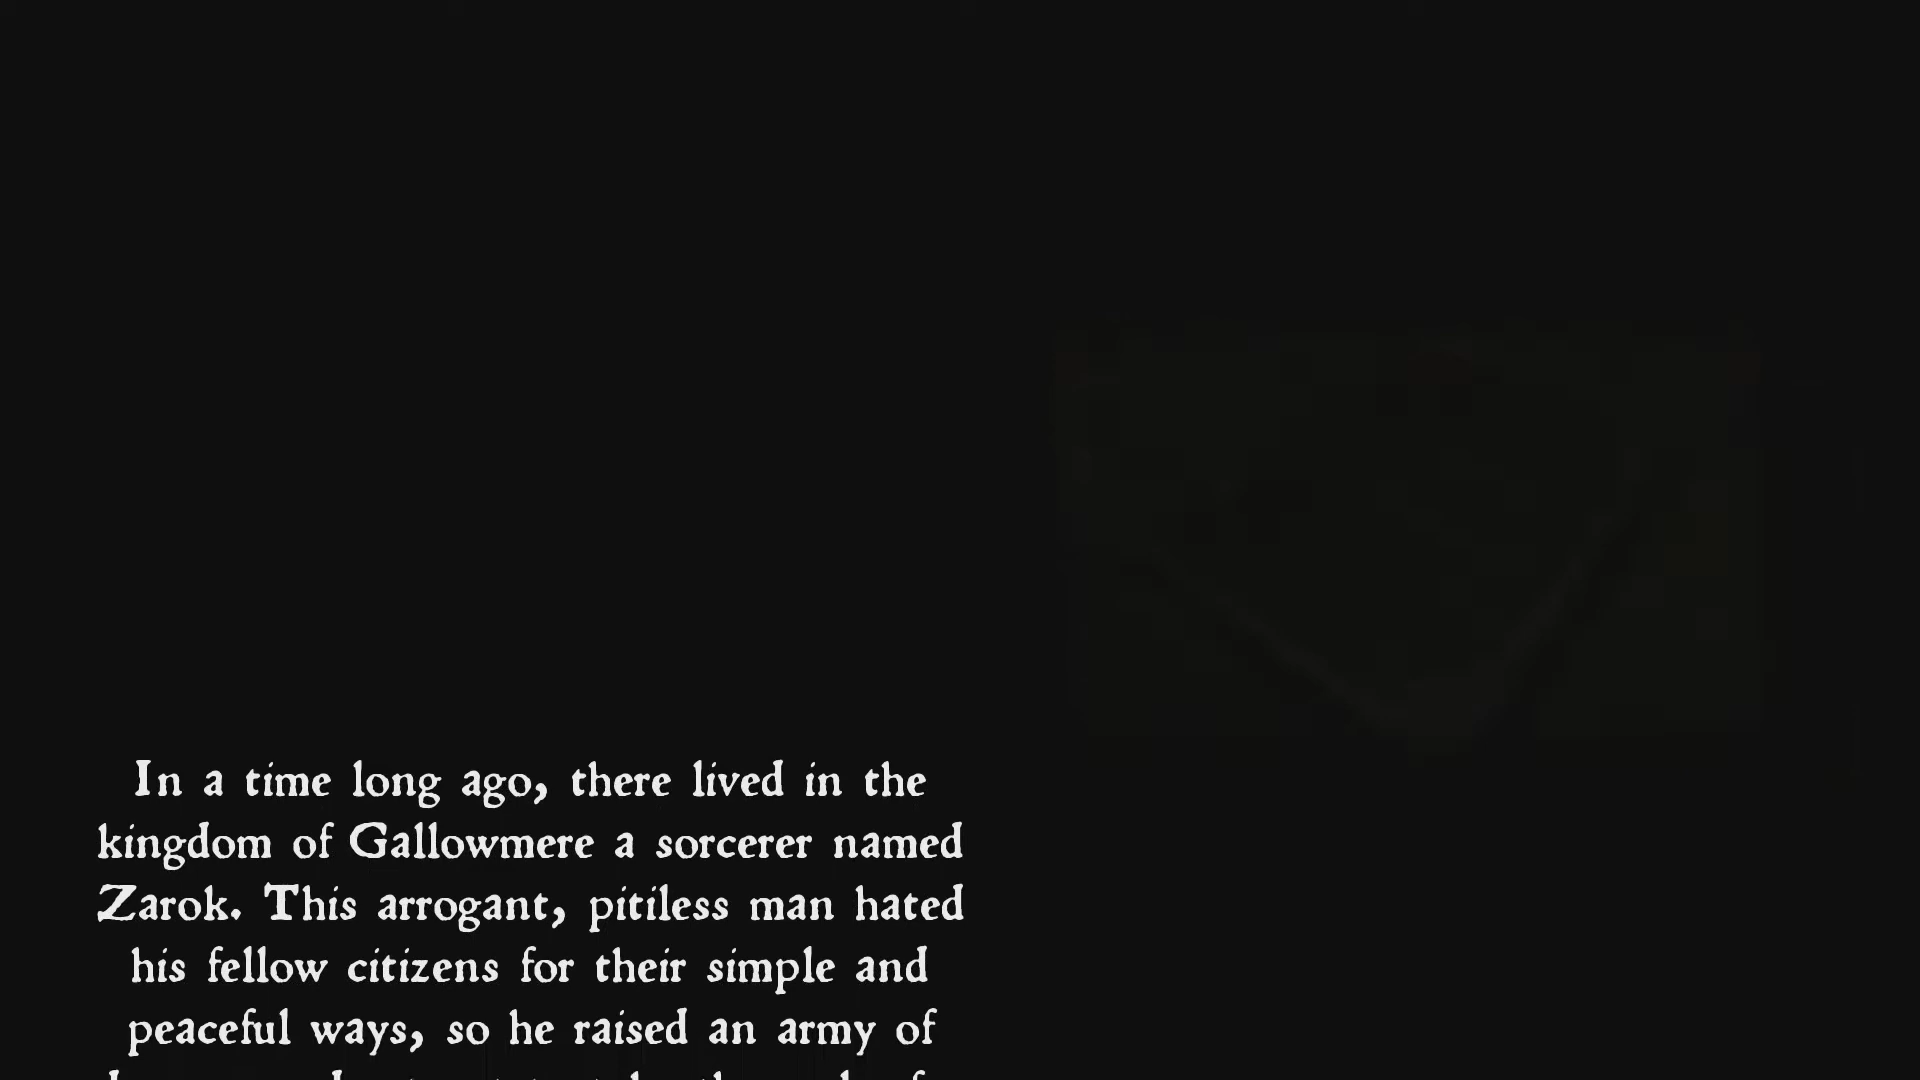 In a time long ago, there lived in the
kingdom of Gallowmere a sorcerer named
Zarok. This arrogant, pitiless man hated
his fellow citizens for their simple and
peaceful ways, so he raised an army of